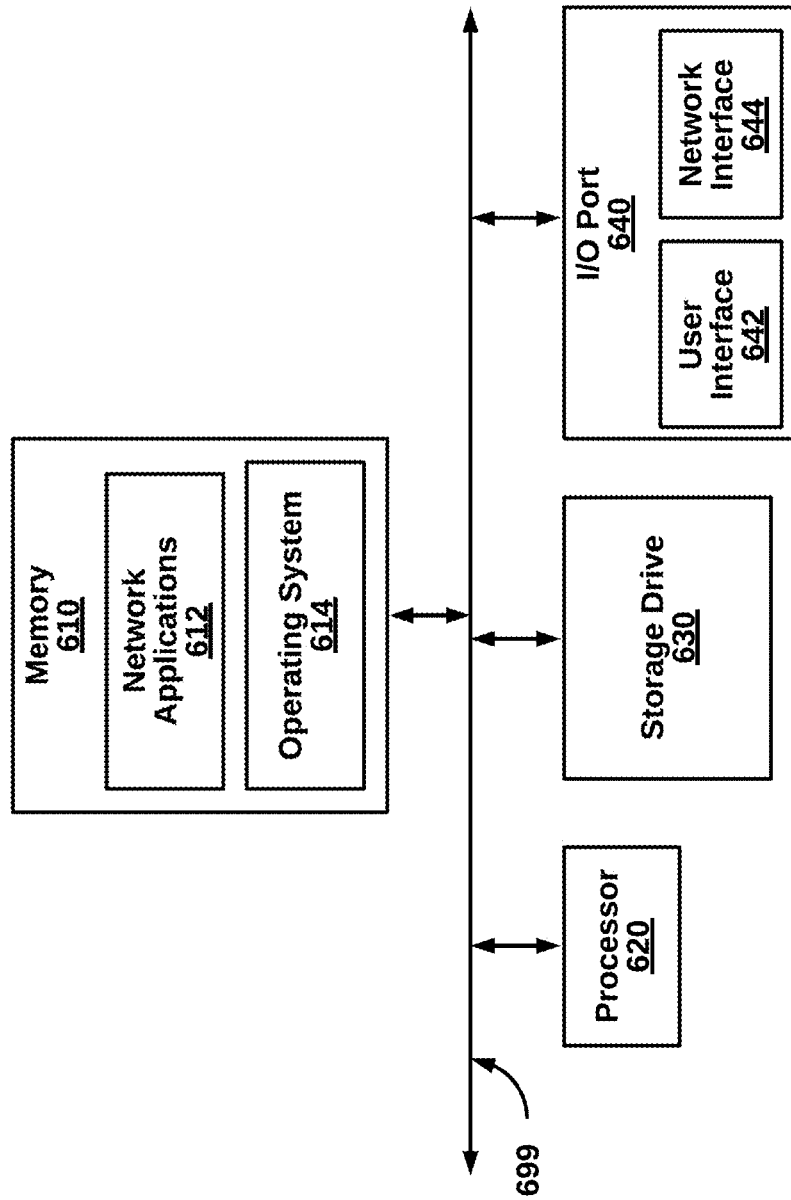 Memory
610
Network
Applications
612
Operating System
614
699
Processor
620
Storage Drive
630
I/O Port
640
User
Interface
642
Network
Interface
644